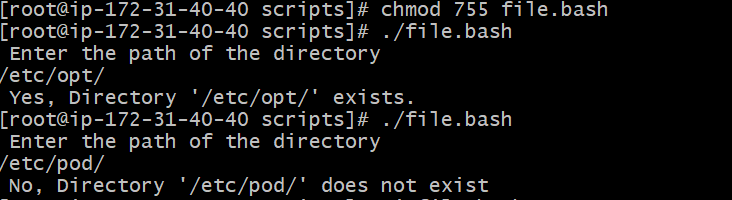 [root@ip-172-31-40-40 scripts]# chmod 755 file.bash
[root@ip-172-31-40-40 scripts]# ./file.bash
Enter the path of the directory
/etc/opt/
Yes, Directory '/etc/opt/' exists.
[root@ip-172-31-40-40 scripts]# ./file.bash
Enter the path of the directory
/etc/pod/
No, Directory '/etc/pod/' does not exist